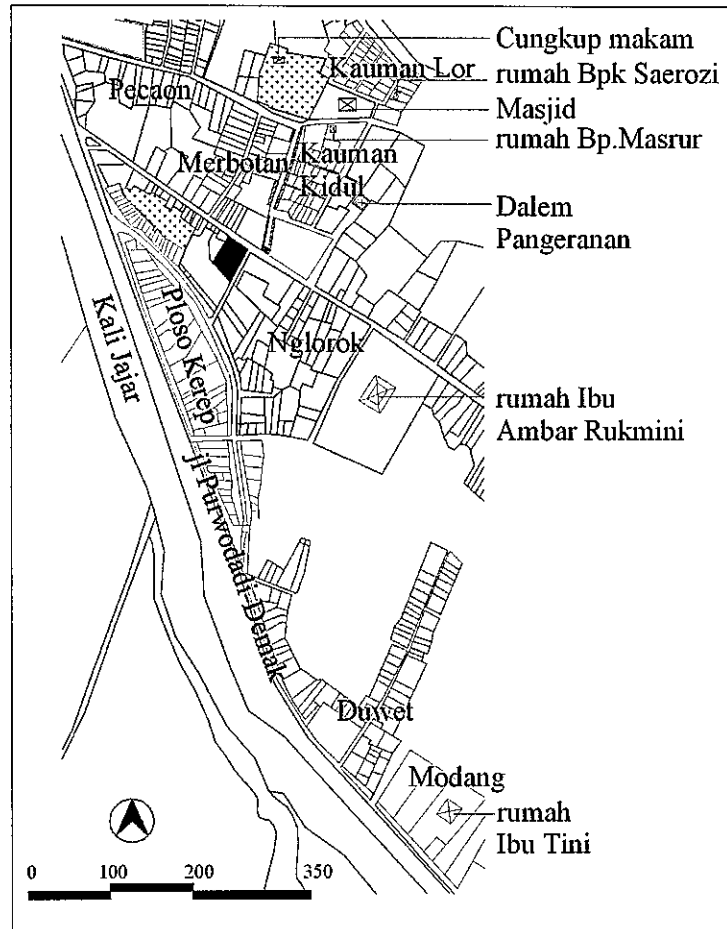 Cungkup makam
Kauman Lor
rumah Bpk Saerozi
Pecaon
Masjid
rumah Bp.Masrur
Merbotan
Kauman
Kidul
Dalem
Pangeranan
Ploso Kerep
Kali Jajar
Nglorok
rumah Ibu
Ambar Rukmini
jl Purwodadi-Demak
Duwet
Modang
rumah
Ibu Tini
0 100 200 350